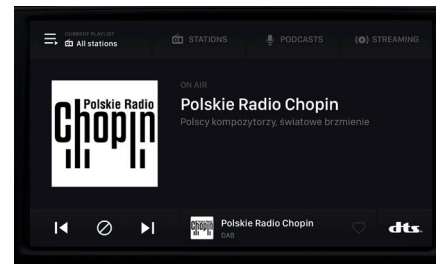 CURRENT PLAYLIST
All stations
STATIONS
PODCASTS
STREAMING
Polskie Radio
Chopin
ON AIR
Polskie Radio Chopin
Polscy kompozytorzy, światowe brzmienie
Chopin
Polskie Radio Chopin
DAB
dts